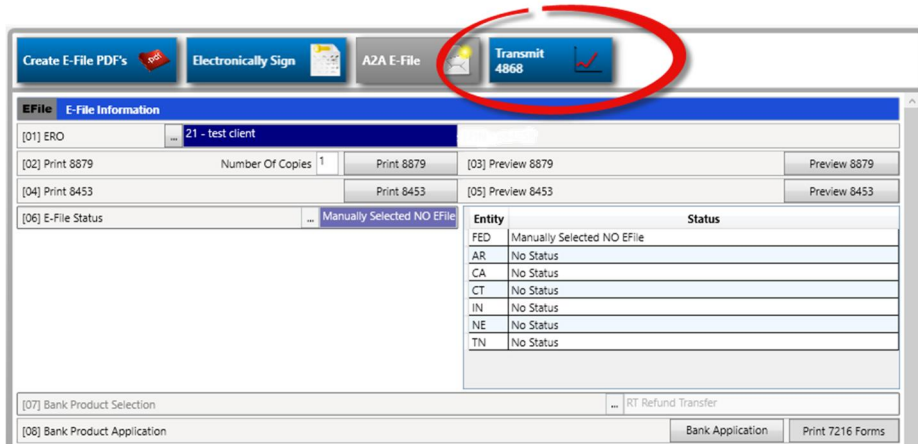 Create E-File PDF's
Electronically Sign
A2A E-File
Transmit
4868
EFile E-File Information
[01] ERO ... 21 - test client
[02] Print 8879 Number Of Copies 1 Print 8879 [03] Preview 8879 Preview 8879
[04] Print 8453 Print 8453 [05] Preview 8453 Preview 8453
[06] E-File Status ... Manually Selected NO EFile
Entity Status
FED Manually Selected NO EFile
AR No Status
CA No Status
CT No Status
IN No Status
NE No Status
TN No Status
[07] Bank Product Selection ... RT Refund Transfer
[08] Bank Product Application Bank Application Print 7216 Forms